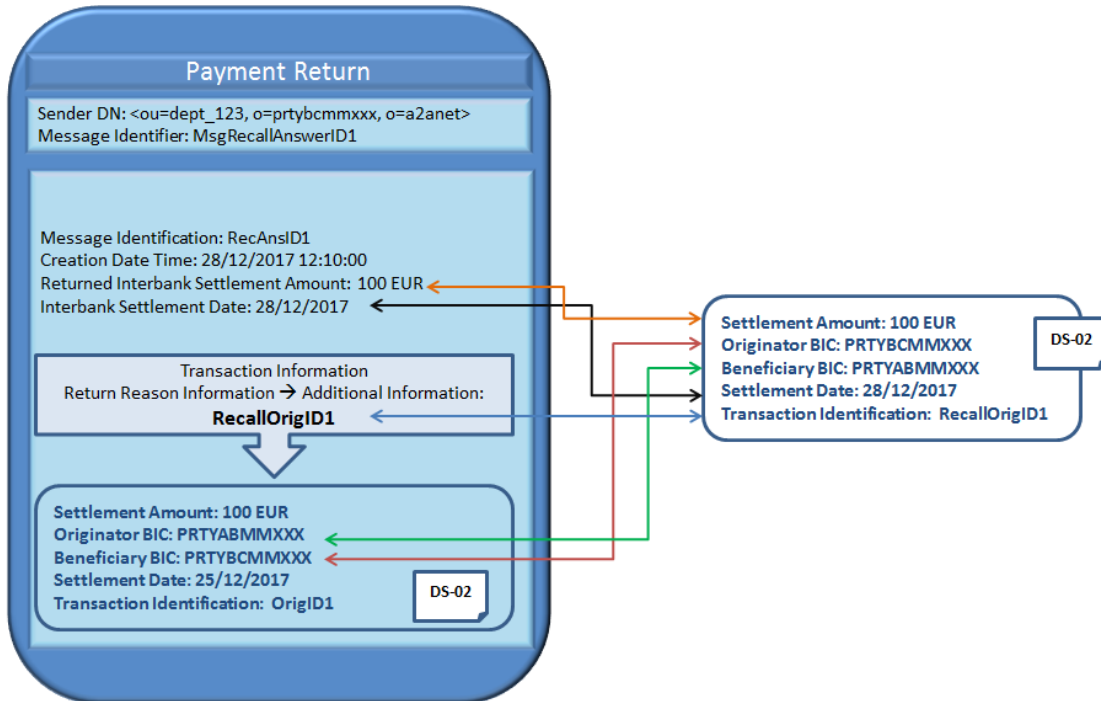 Payment Return
Sender DN: <ou=dept_123, o=prtybcmmxxx, o=a2anet>
Message Identifier: MsgRecallAnswerID1
Message Identification: RecAnsID1
Creation Date Time: 28/12/2017 12:10:00
Returned Interbank Settlement Amount: 100 EUR
Interbank Settlement Date: 28/12/2017
Transaction Information
Return Reason Information → Additional Information:
RecallOrigID1
Settlement Amount: 100 EUR
Originator BIC: PRTYABMMXXX
Beneficiary BIC: PRTYBCMMXXX
Settlement Date: 25/12/2017
Transaction Identification: OrigID1
DS-02
Settlement Amount: 100 EUR
Originator BIC: PRTYBCMMXXX
Beneficiary BIC: PRTYABMMXXX
Settlement Date: 28/12/2017
Transaction Identification: RecallOrigID1
DS-02